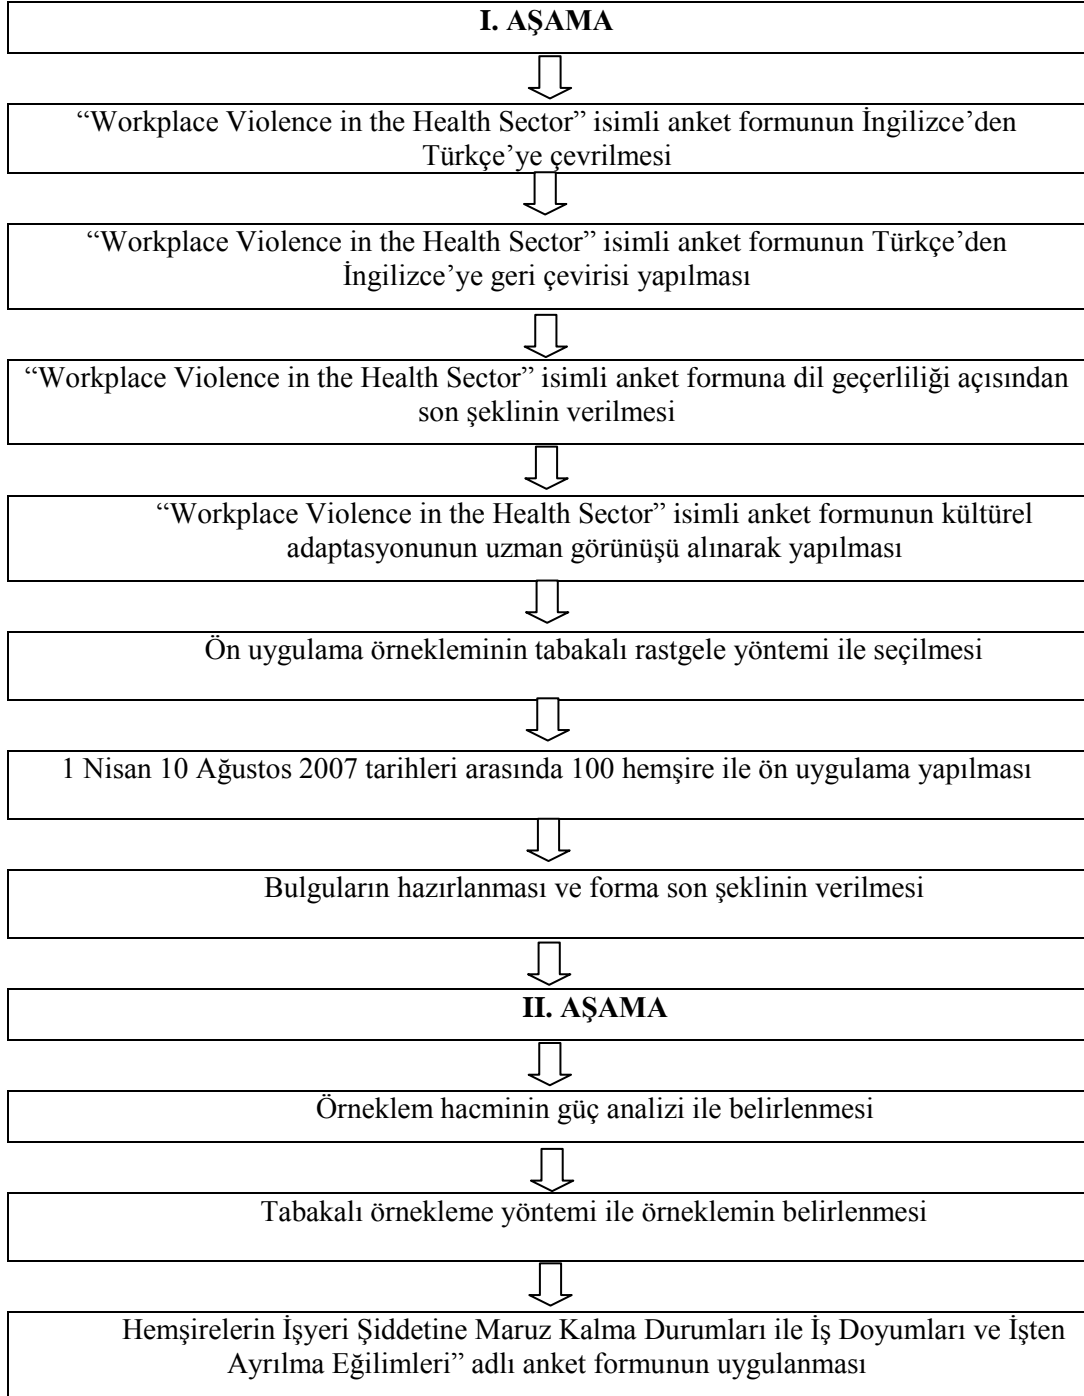 I. AŞAMA
“Workplace Violence in the Health Sector” isimli anket formunun İngilizce’den
Türkçe’ye çevrilmesi
“Workplace Violence in the Health Sector” isimli anket formunun Türkçe’den
İngilizce’ye geri çevirisi yapılması
“Workplace Violence in the Health Sector” isimli anket formuna dil geçerliliği açısından
son şeklinin verilmesi
“Workplace Violence in the Health Sector” isimli anket formunun kültürel
adaptasyonunun uzman görünüşü alınarak yapılması
Ön uygulama örnekleminin tabakalı rastgele yöntemi ile seçilmesi
1 Nisan 10 Ağustos 2007 tarihleri arasında 100 hemşire ile ön uygulama yapılması
Bulguların hazırlanması ve forma son şeklinin verilmesi
II. AŞAMA
Örneklem hacminin güç analizi ile belirlenmesi
Tabakalı örnekleme yöntemi ile örneklemin belirlenmesi
Hemşirelerin İşyeri Şiddetine Maruz Kalma Durumları ile İş Doyumları ve İşten
Ayrılma Eğilimleri” adlı anket formunun uygulanması